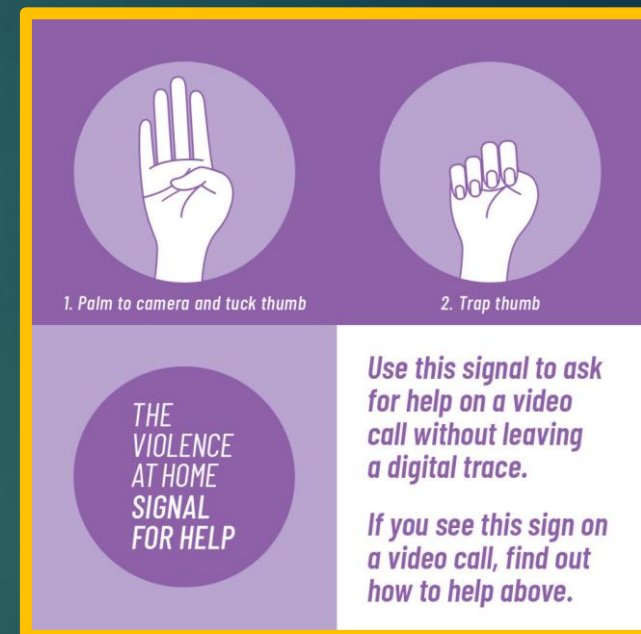 1. Palm to camera and tuck thumb
2. Trap thumb
THE
VIOLENCE
AT HOME
SIGNAL
FOR HELP
Use this signal to ask
for help on a video
call without leaving
a digital trace.
If you see this sign on
a video call, find out
how to help above.